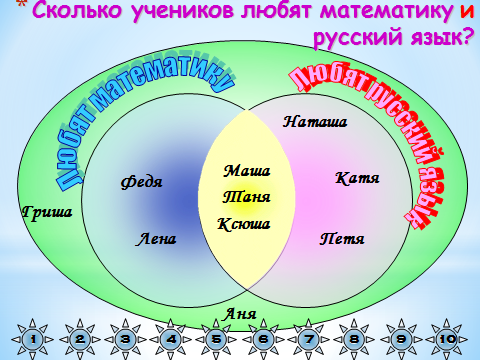 * Сколько учеников любят математику и
русский язык?
Любят математику
Любят русский язык
Наташа
Маша
Федя
Катя
Таня
Гриша
Ксюша
Лена
Петя
Аня
1 2 3 4 5 6 7 8 9 10